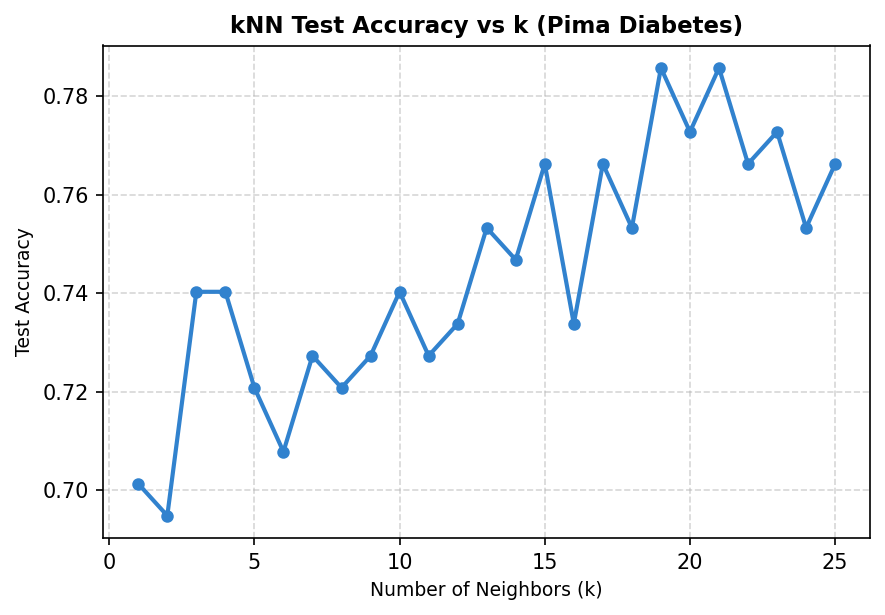 kNN Test Accuracy vs k (Pima Diabetes)
Test Accuracy
0.78
0.76
0.74
0.72
0.70
0 5 10 15 20 25
Number of Neighbors (k)